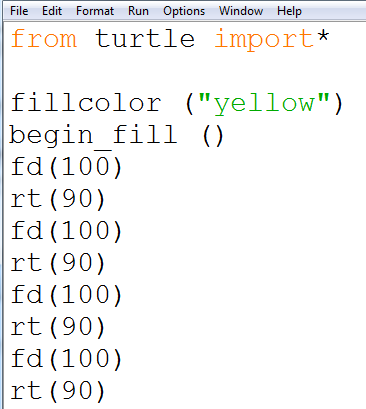 File Edit Format Run Options Window Help
from turtle import*
fillcolor ("yellow")
begin_fill ()
fd(100)
rt(90)
fd(100)
rt(90)
fd(100)
rt(90)
fd(100)
rt(90)